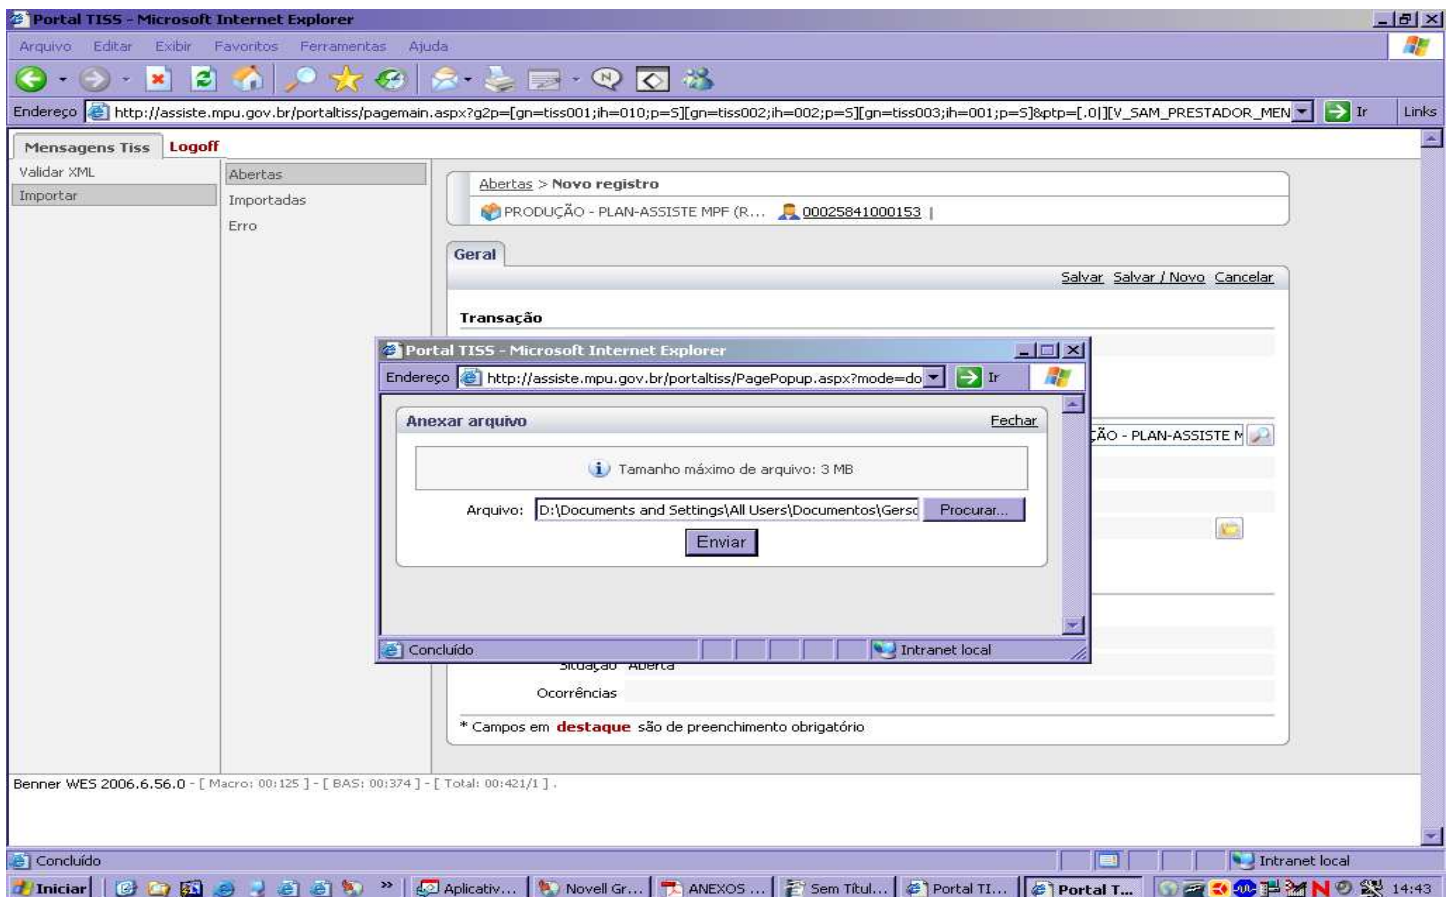 Portal TISS - Microsoft Internet Explorer
Arquivo Editar Exibir Favoritos Ferramentas Ajuda
Endereço http://assiste.mpu.gov.br/portaltiss/pagemain.aspx?g2p=[gn=tiss001;ih=010;p=S][gn=tiss002;ih=002;p=S][gn=tiss003;ih=001;p=S]&ptp=[.0|][V_SAM_PRESTADOR_MEN Ir Links
Mensagens Tiss Logoff
Validar XML
Importar
Abertas
Importadas
Erro
Abertas > Novo registro
PRODUÇÃO - PLAN-ASSISTE MPF (R... 00025841000153 |
Geral
Salvar Salvar / Novo Cancelar
Transação
Portal TISS - Microsoft Internet Explorer
Endereço http://assiste.mpu.gov.br/portaltiss/PagePopup.aspx?mode=do Ir
Anexar arquivo Fechar
ÇÃO - PLAN-ASSISTE M
Tamanho máximo de arquivo: 3 MB
Arquivo: D:\Documents and Settings\All Users\Documentos\Gersc Procurar...
Enviar
Concluído Intranet local
Situação Aberta
Ocorrências
* Campos em destaque são de preenchimento obrigatório
Benner WES 2006.6.56.0 - [ Macro: 00:125 ] - [ BAS: 00:374 ] - [ Total: 00:421/1 ] .
Concluído Intranet local
Iniciar » Aplicativ... Novell Gr... ANEXOS ... Sem Títul... Portal TI... Portal T... 14:43